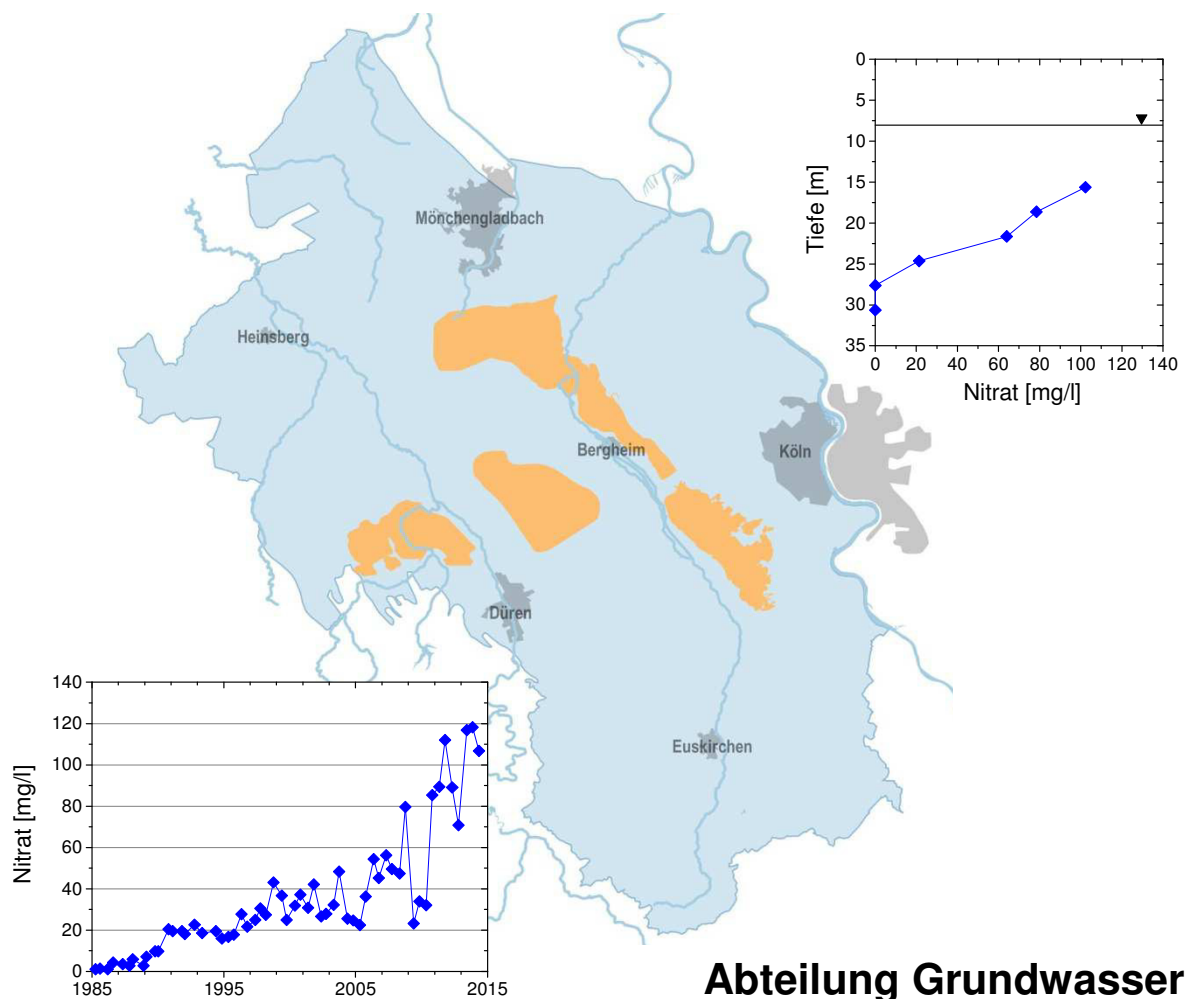 0
5
10
15
20
25
30
35
Tiefe [m]
0 20 40 60 80 100 120 140
Nitrat [mg/l]
Mönchengladbach
Heinsberg
Bergheim
Köln
Düren
Euskirchen
140
120
100
80
60
40
20
0
Nitrat [mg/l]
1985 1995 2005 2015
Abteilung Grundwasser